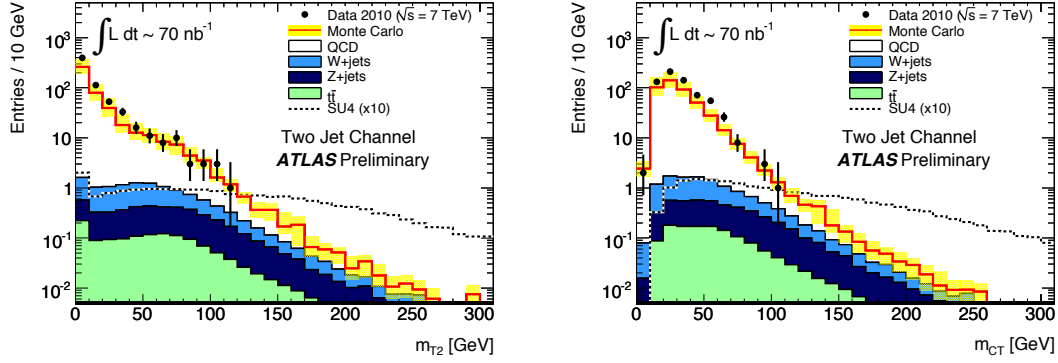 Entries / 10 GeV
10³
10²
10
1
10⁻¹
10⁻²
∫L dt ~ 70 nb⁻¹
Data 2010 (√s = 7 TeV)
Monte Carlo
QCD
W+jets
Z+jets
tt̄
SU4 (x10)
Two Jet Channel
ATLAS Preliminary
0 50 100 150 200 250 300
m_T2 [GeV]
Entries / 10 GeV
10³
10²
10
1
10⁻¹
10⁻²
∫L dt ~ 70 nb⁻¹
Data 2010 (√s = 7 TeV)
Monte Carlo
QCD
W+jets
Z+jets
tt̄
SU4 (x10)
Two Jet Channel
ATLAS Preliminary
0 50 100 150 200 250 300
m_CT [GeV]